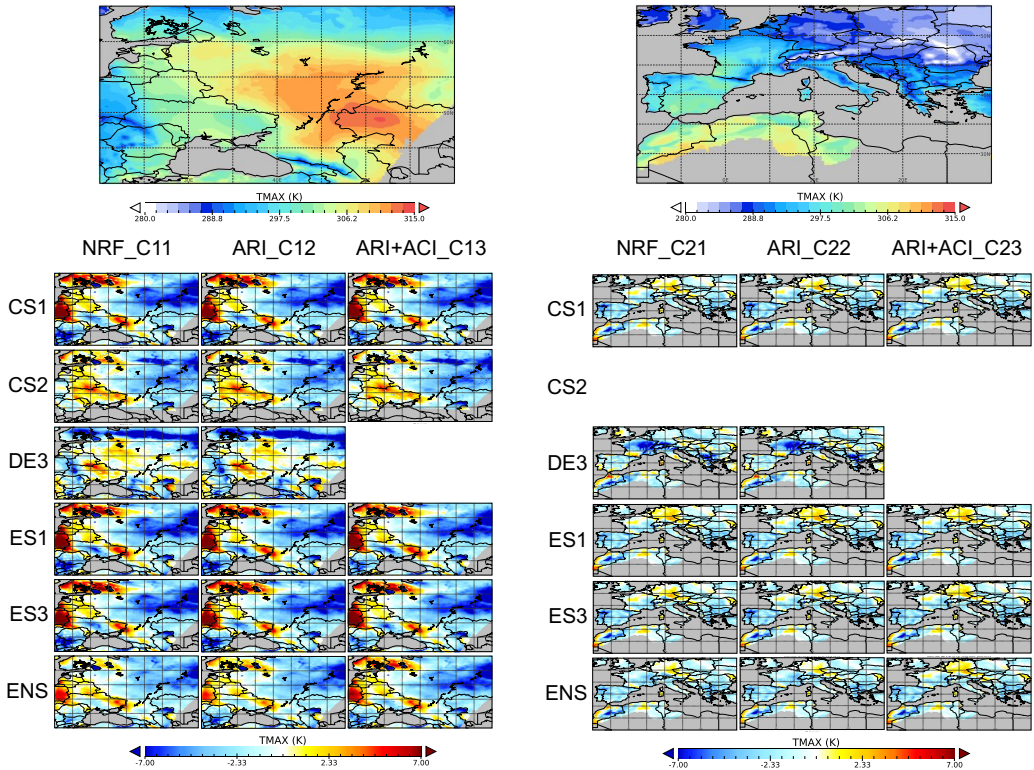 TMAX (K)
280.0 288.8 297.5 306.2 315.0
TMAX (K)
280.0 288.8 297.5 306.2 315.0
NRF_C11 ARI_C12 ARI+ACI_C13
NRF_C21 ARI_C22 ARI+ACI_C23
CS1
CS1
CS2
CS2
DE3
DE3
ES1
ES1
ES3
ES3
ENS
ENS
TMAX (K)
-7.00 -2.33 2.33 7.00
TMAX (K)
-7.00 -2.33 2.33 7.00